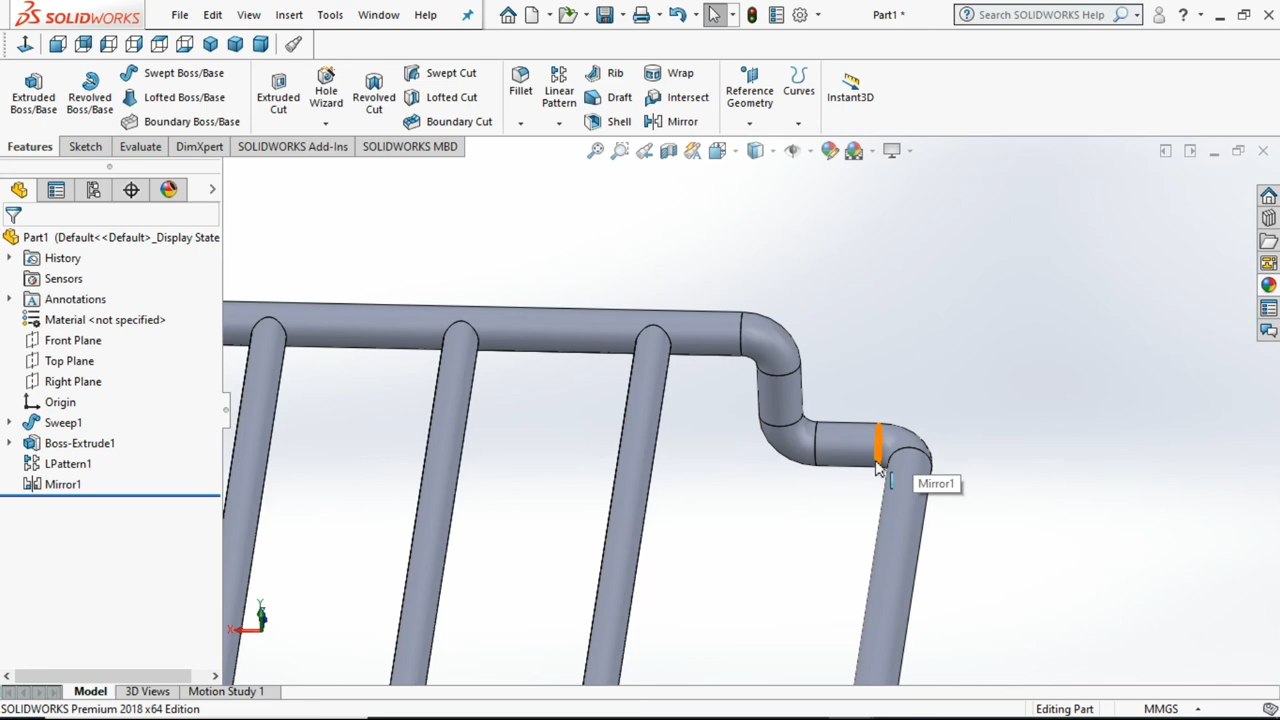 SOLIDWORKS File Edit View Insert Tools Window Help Part1 * Search SOLIDWORKS Help ?
Extruded Boss/Base
Revolved Boss/Base
Swept Boss/Base
Lofted Boss/Base
Boundary Boss/Base
Extruded Cut
Hole Wizard
Revolved Cut
Swept Cut
Lofted Cut
Boundary Cut
Fillet
Linear Pattern
Rib
Draft
Shell
Wrap
Intersect
Mirror
Reference Geometry
Curves
Instant3D
Features Sketch Evaluate DimXpert SOLIDWORKS Add-Ins SOLIDWORKS MBD
Part1 (Default<<Default>_Display State
History
Sensors
Annotations
Material <not specified>
Front Plane
Top Plane
Right Plane
Origin
Sweep1
Boss-Extrude1
LPattern1
Mirror1
Mirror1
Y
X
Model 3D Views Motion Study 1
SOLIDWORKS Premium 2018 x64 Edition Editing Part MMGS